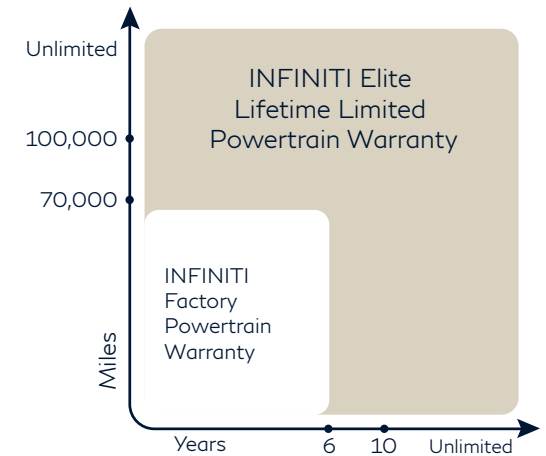 Unlimited
INFINITI Elite
Lifetime Limited
Powertrain Warranty
100,000
70,000
INFINITI
Factory
Powertrain
Warranty
Miles
Years
6
10
Unlimited